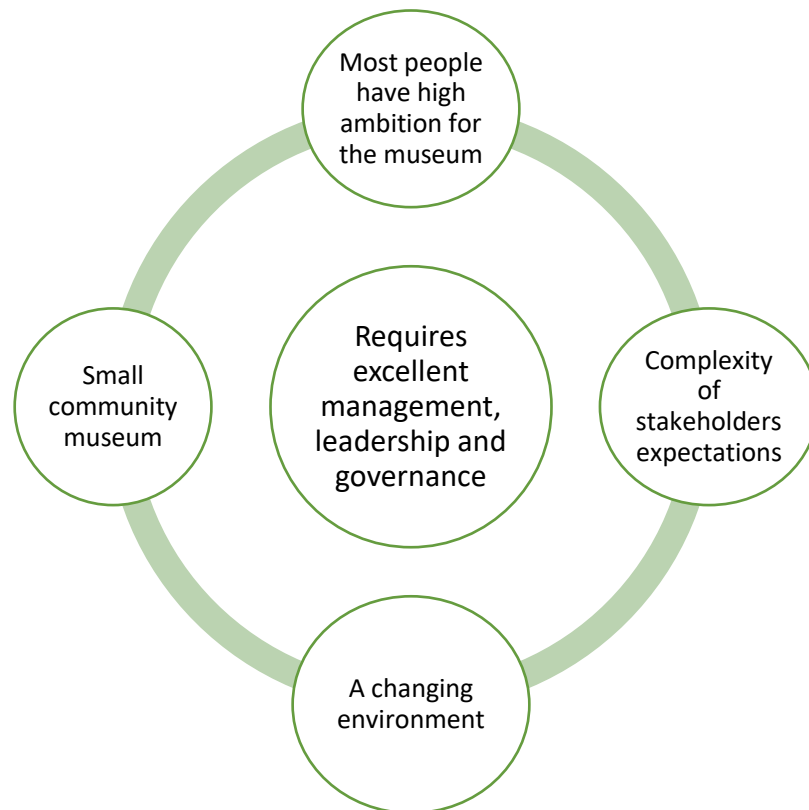 Most people
have high
ambition for
the museum
Requires
excellent
management,
leadership and
governance
Small
community
museum
Complexity
of
stakeholders
expectations
A changing
environment